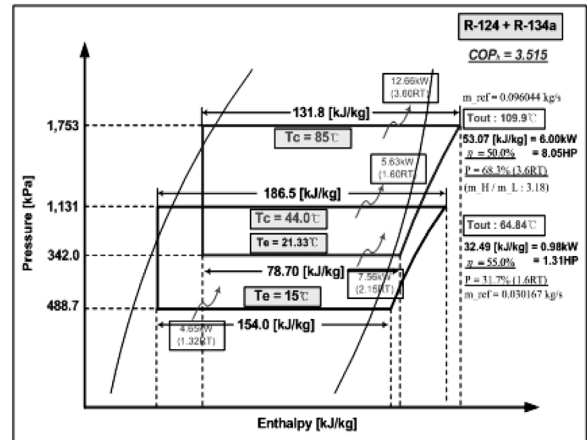 R-124 + R-134a
COPₕ = 3.515
12.66kW
(3.60RT)
m_ref = 0.096044 kg/s
131.8 [kJ/kg]
Tout : 109.9℃
1,753
Tc = 85℃
53.07 [kJ/kg] = 6.00kW
η = 50.0% = 8.05HP
5.63kW
(1.60RT)
P = 68.3% (3.6RT)
186.5 [kJ/kg]
(m_H / m_L : 3.18)
1,131
Tc = 44.0℃
Tout : 64.84℃
Te = 21.33℃
32.49 [kJ/kg] = 0.98kW
η = 55.0% = 1.31HP
342.0
78.70 [kJ/kg]
7.56kW
(2.15RT)
P = 31.7% (1.6RT)
m_ref = 0.030167 kg/s
Te = 15℃
488.7
154.0 [kJ/kg]
4.65kW
(1.32RT)
Pressure [kPa]
Enthalpy [kJ/kg]